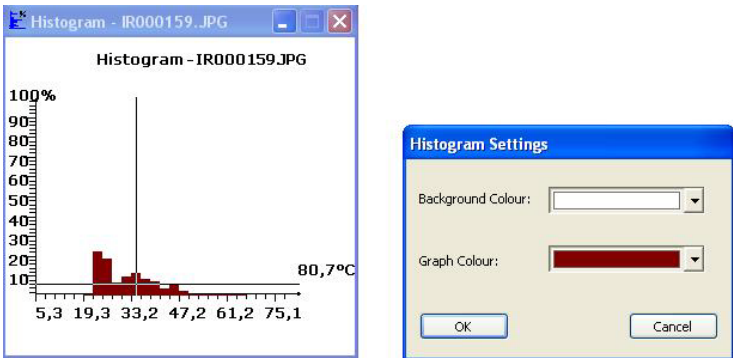 Histogram - IR000159.JPG
Histogram - IR000159.JPG
100%
90
80
70
60
50
40
30
20
10
80,7°C
5,3 19,3 33,2 47,2 61,2 75,1
Histogram Settings
Background Colour:
Graph Colour:
OK Cancel